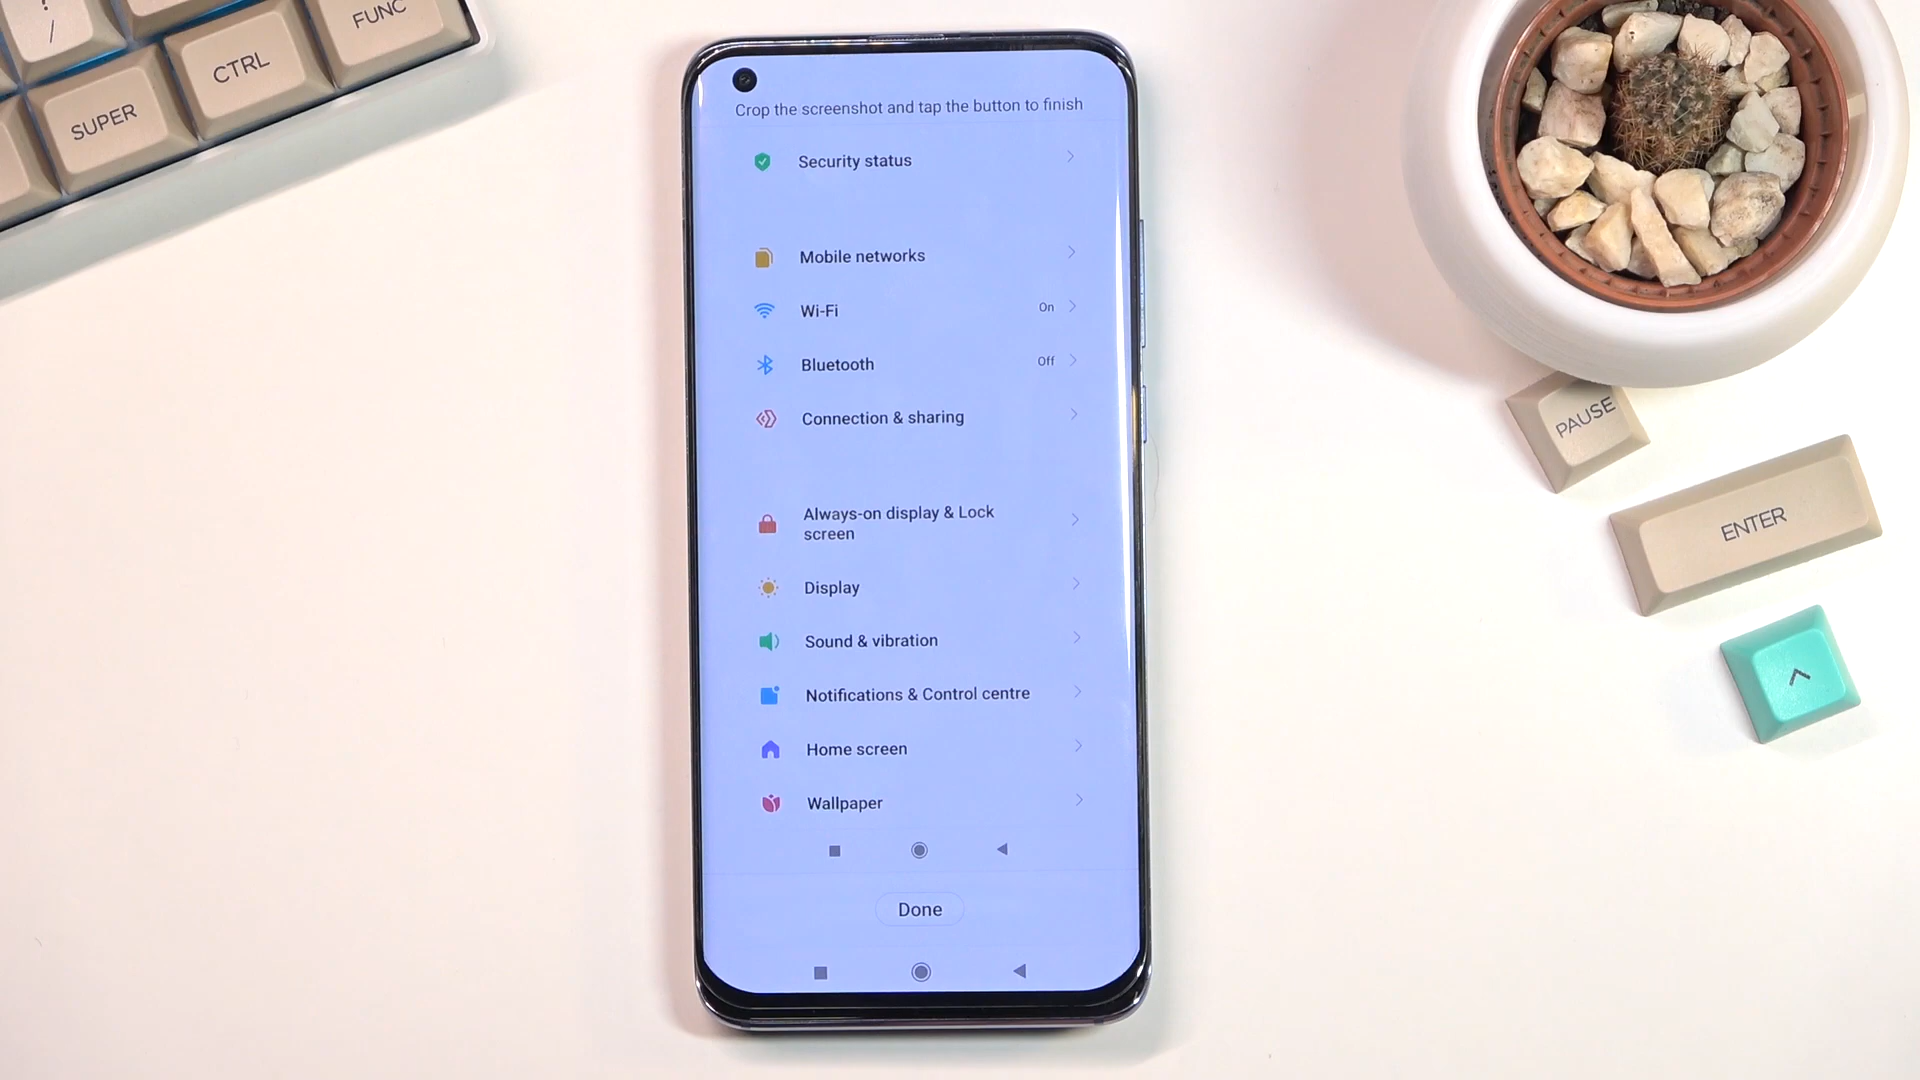 !
/
SUPER
CTRL
FUNC
Crop the screenshot and tap the button to finish
Security status
Mobile networks
Wi-Fi On
Bluetooth Off
Connection & sharing
Always-on display & Lock
screen
Display
Sound & vibration
Notifications & Control centre
Home screen
Wallpaper
Done
PAUSE
ENTER